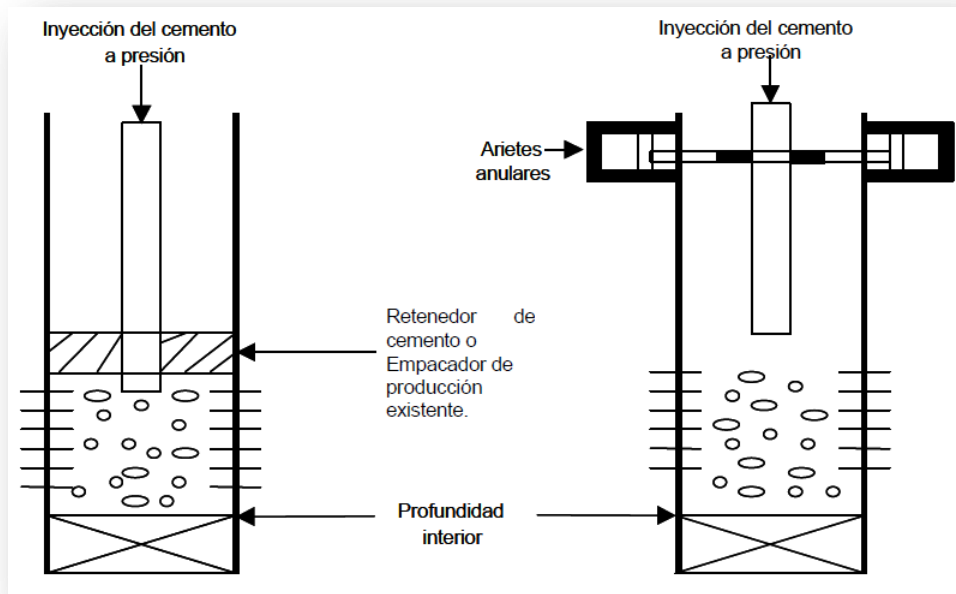 Inyección del cemento
a presión
Inyección del cemento
a presión
Arietes
anulares
Retenedor de
cemento o
Empacador de
producción
existente.
Profundidad
interior